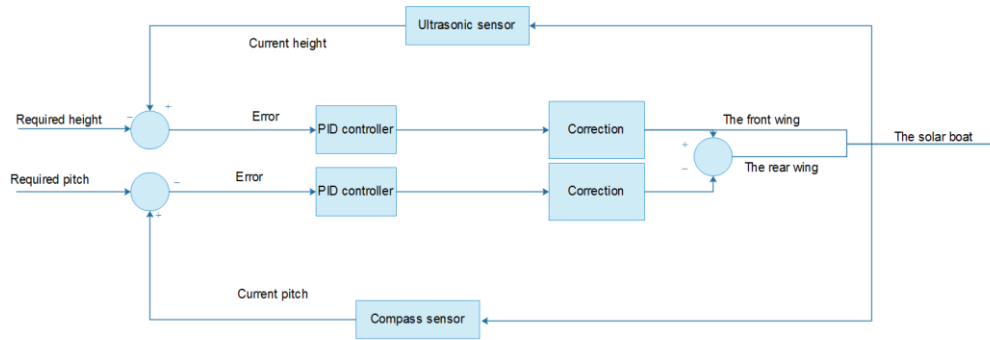 Ultrasonic sensor
Current height
+
−
Required height
Error
PID controller
Correction
The front wing
+
The solar boat
Required pitch
−
Error
PID controller
Correction
−
The rear wing
+
Current pitch
Compass sensor